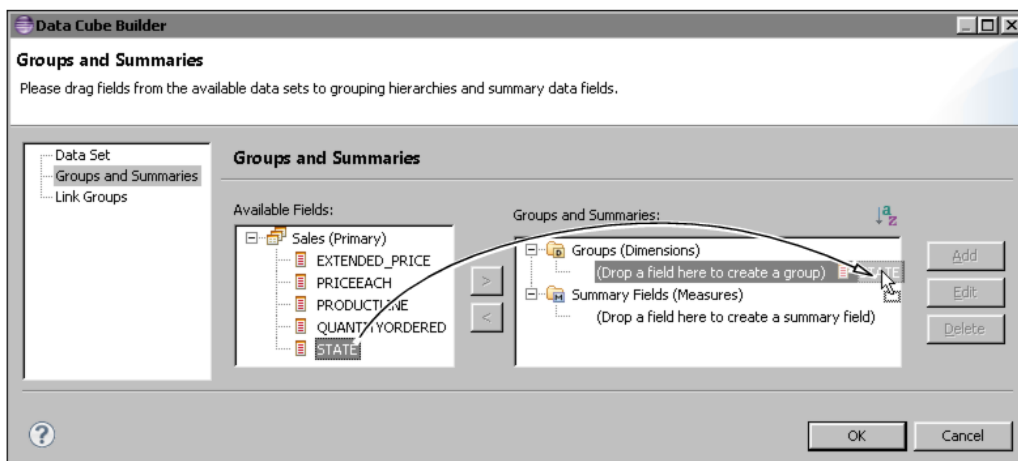 Data Cube Builder
Groups and Summaries
Please drag fields from the available data sets to grouping hierarchies and summary data fields.
Data Set
Groups and Summaries
Link Groups
Groups and Summaries
Available Fields:
Sales (Primary)
EXTENDED_PRICE
PRICEEACH
PRODUCTLINE
QUANTITYORDERED
STATE
>
<
Groups and Summaries:
Groups (Dimensions)
(Drop a field here to create a group) STATE
Summary Fields (Measures)
(Drop a field here to create a summary field)
Add
Edit
Delete
OK
Cancel